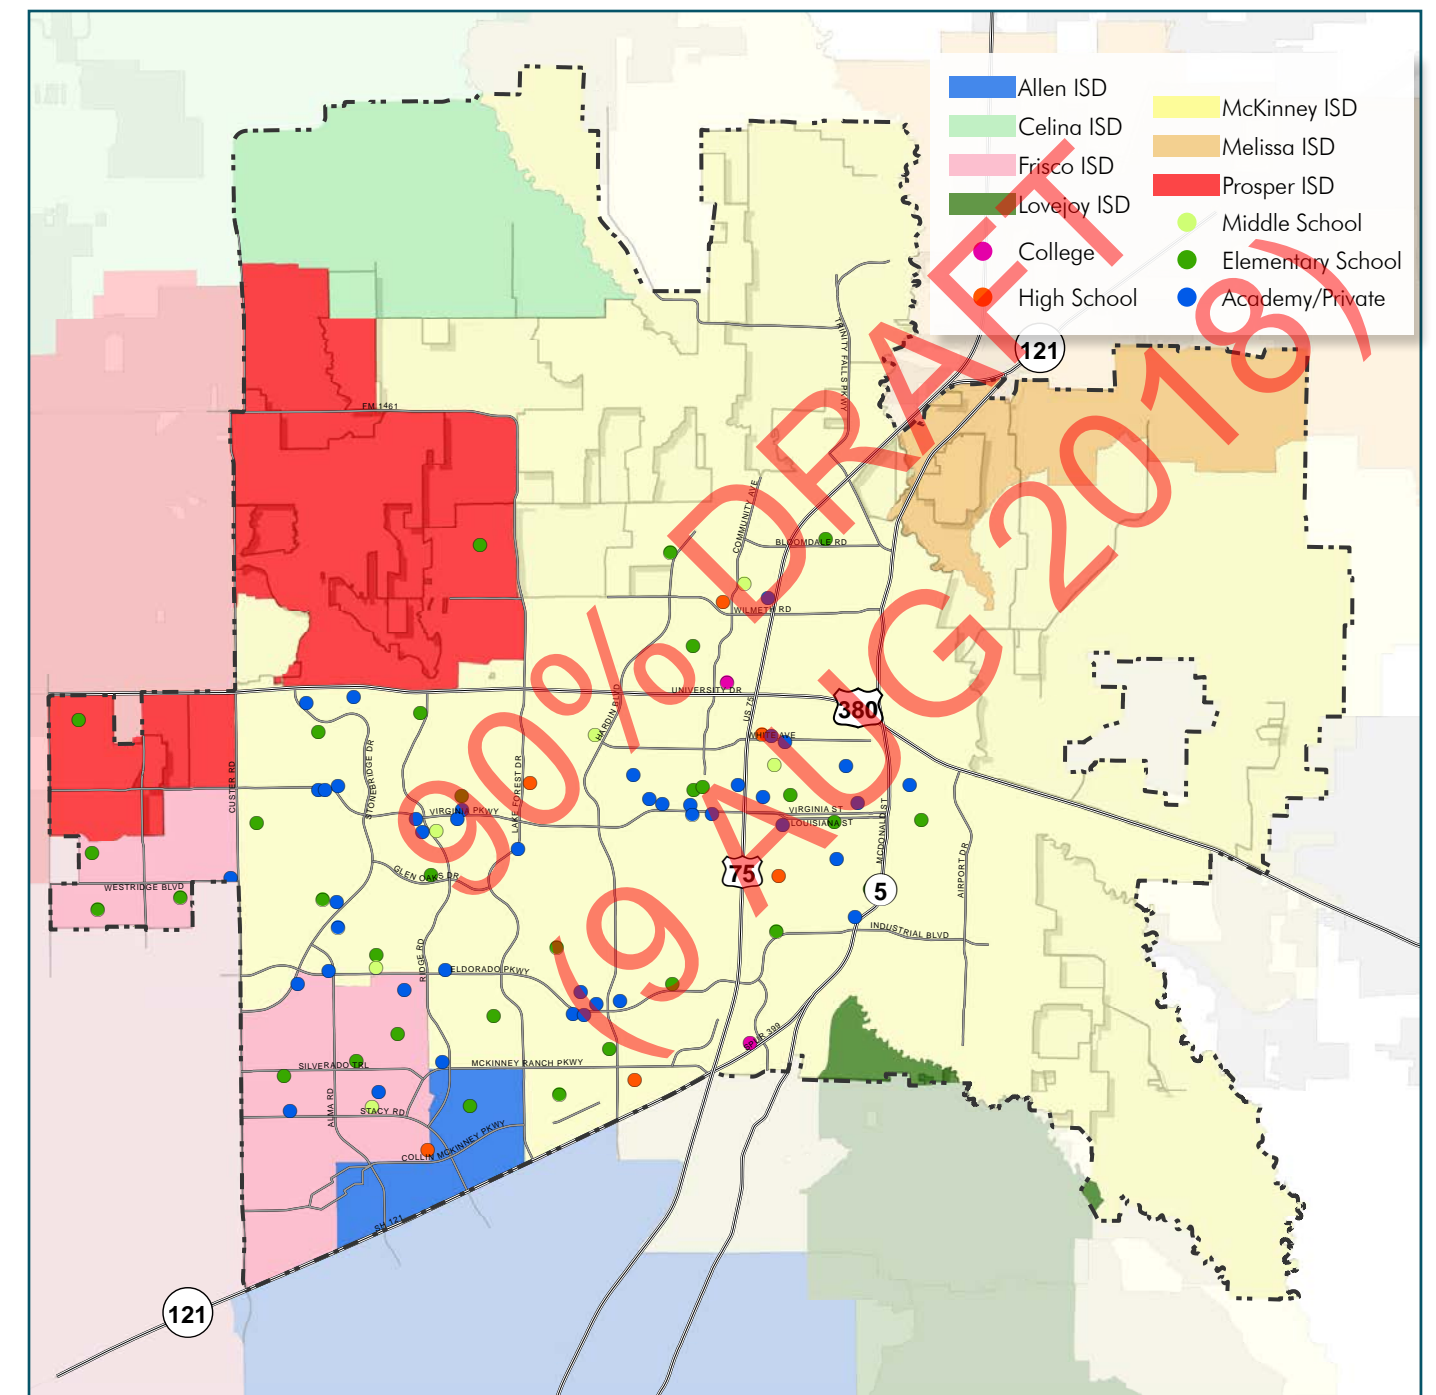 Allen ISD
Celina ISD
Frisco ISD
Lovejoy ISD
College
High School
McKinney ISD
Melissa ISD
Prosper ISD
Middle School
Elementary School
Academy/Private
90% DRAFT
(9 AUG 2018)
121
TRINITY FALLS PKWY
FM 1461
COMMUNITY AVE
BLOOMDALE RD
WILMETH RD
UNIVERSITY DR
HARDIN BLVD
US 75
380
WHITE AVE
CUSTER RD
STONEBRIDGE DR
LAKE FOREST DR
VIRGINIA PKWY
VIRGINIA ST
LOUISIANA ST
MCDONALD ST
AIRPORT DR
GLEN OAKS DR
75
5
WESTRIDGE BLVD
INDUSTRIAL BLVD
RIDGE RD
ELDORADO PKWY
SPUR 399
SILVERADO TRL
MCKINNEY RANCH PKWY
ALMA RD
STACY RD
COLLIN MCKINNEY PKWY
SH 121
121